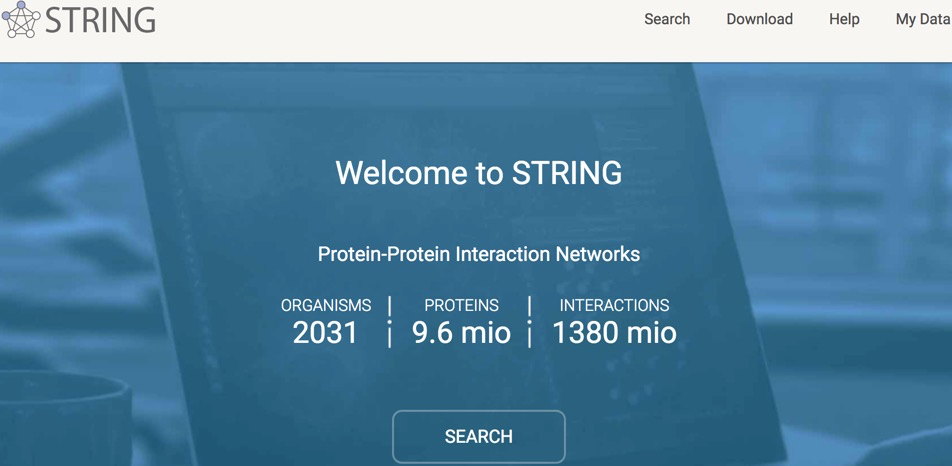 STRING
Search Download Help My Data
Welcome to STRING
Protein-Protein Interaction Networks
ORGANISMS | PROTEINS | INTERACTIONS
2031 ¦ 9.6 mio ¦ 1380 mio
SEARCH